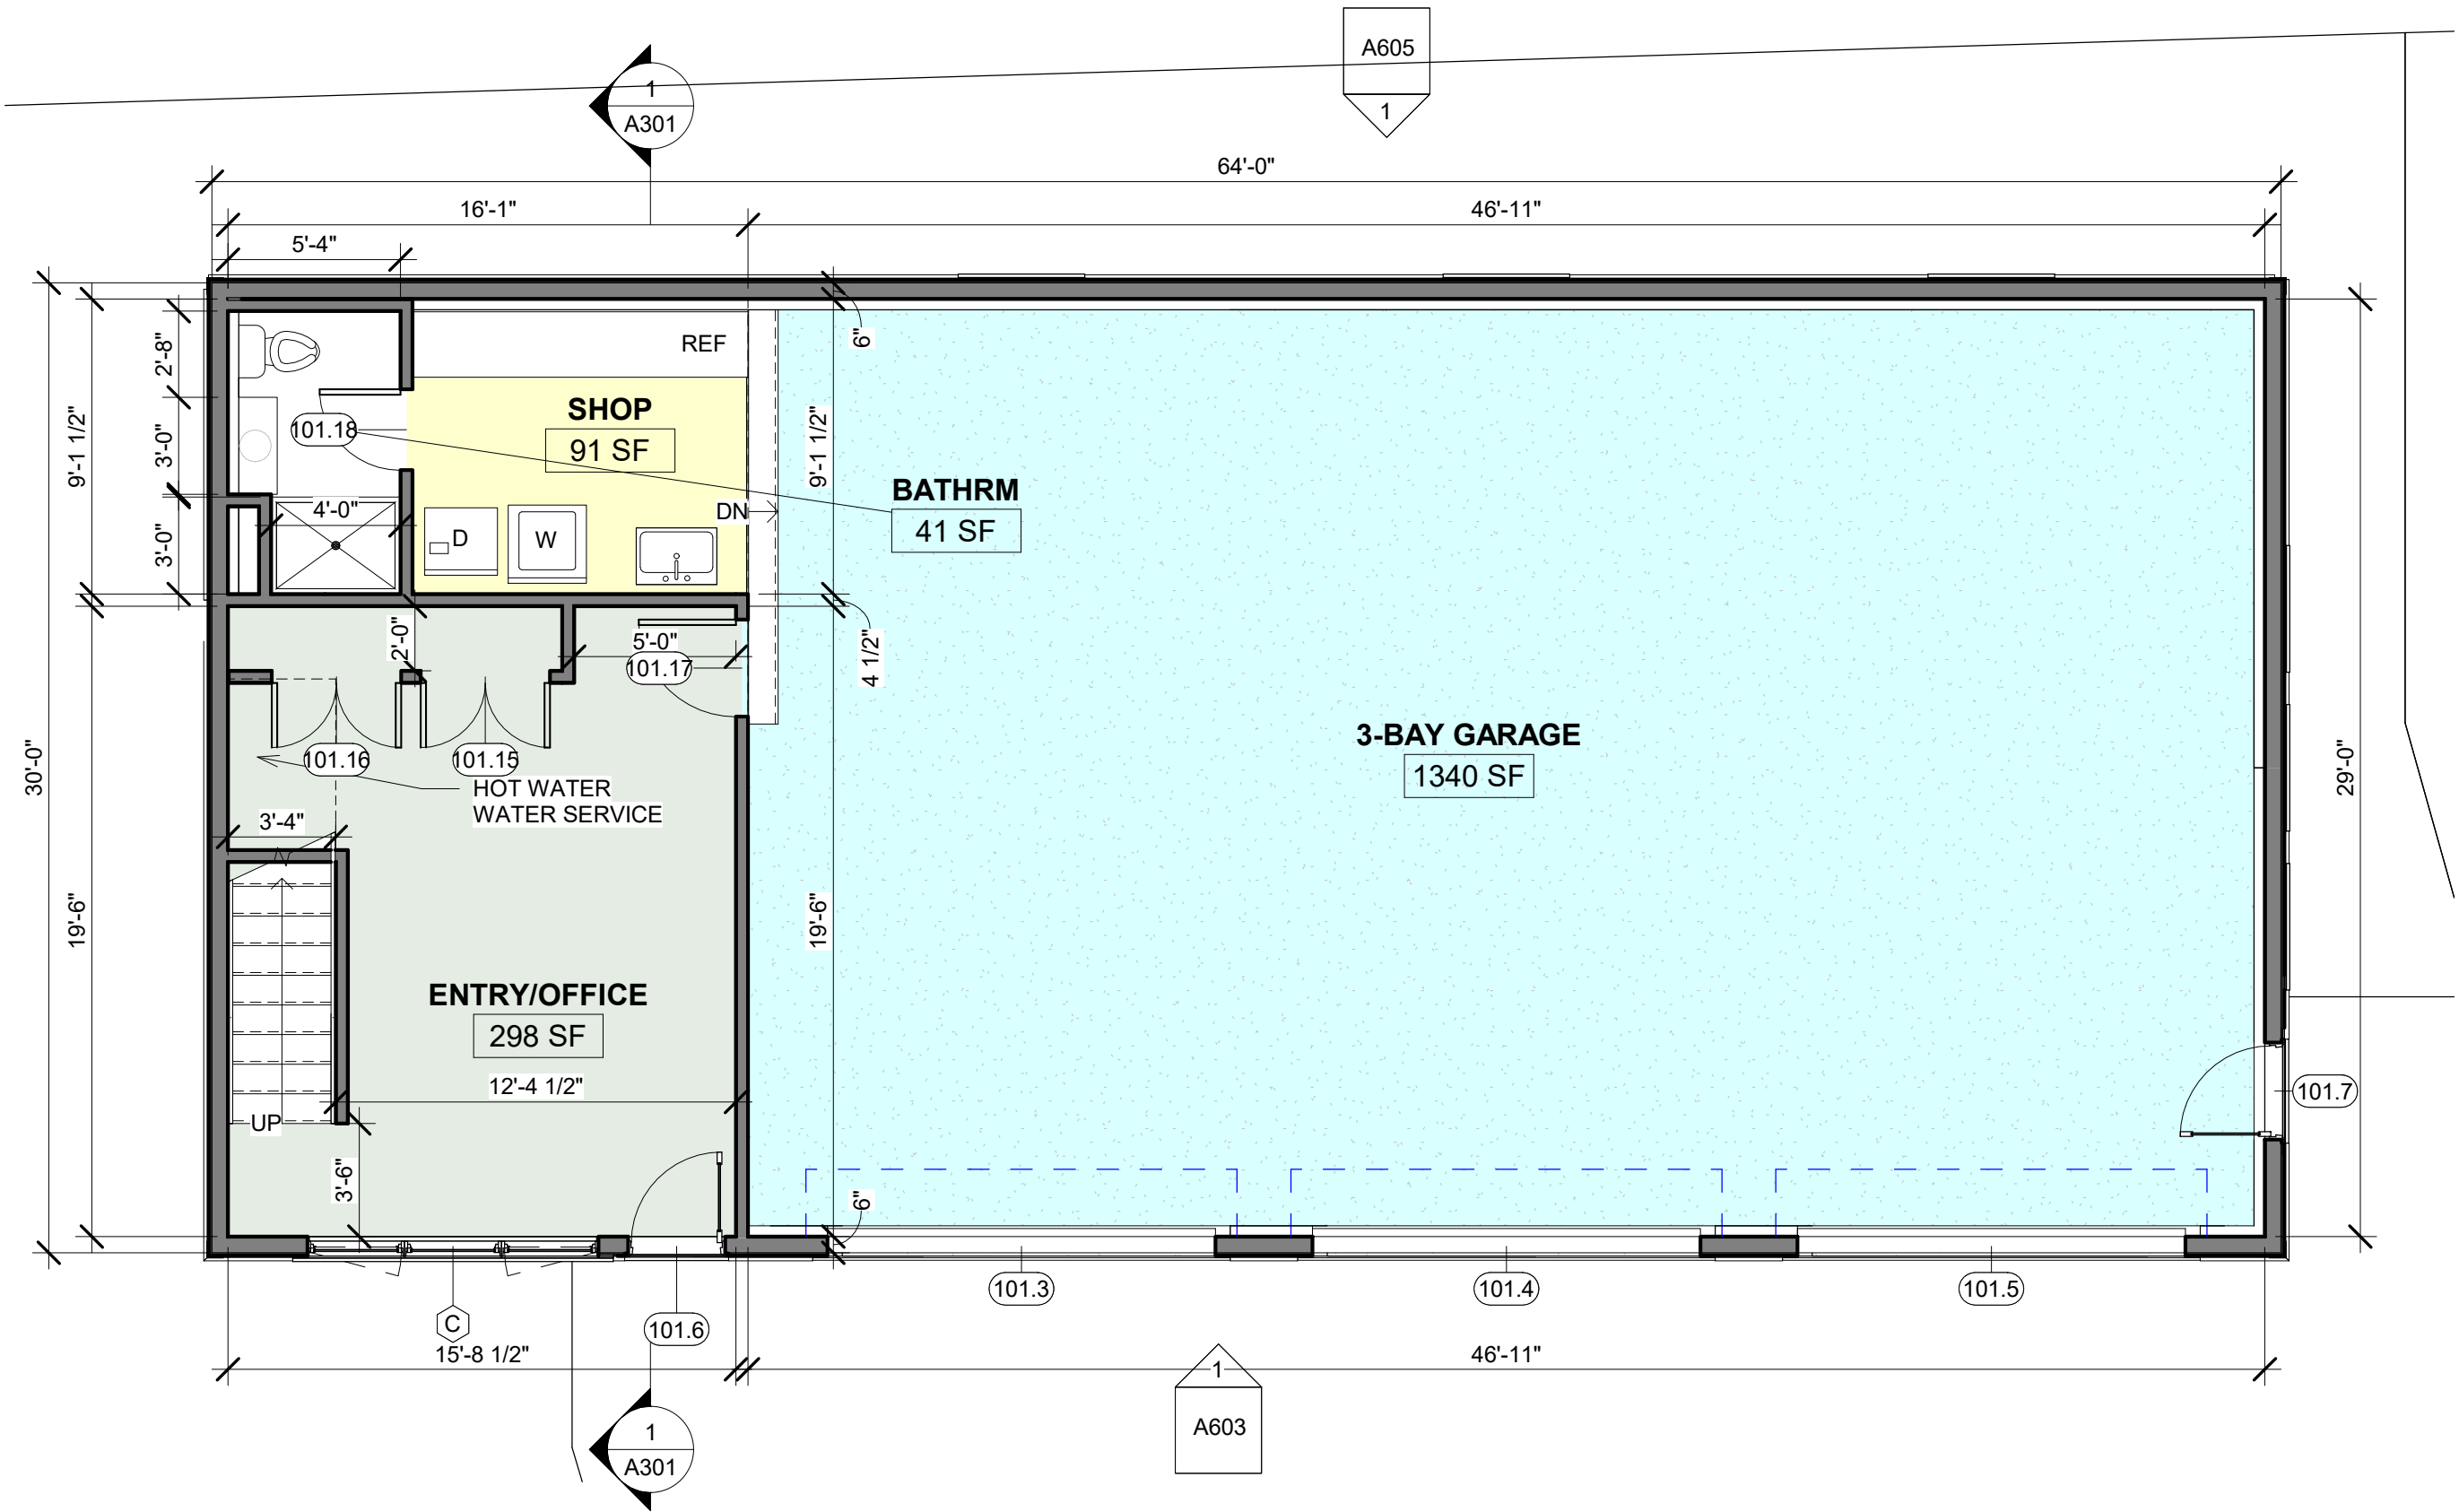 A605
1
1
A301
64'-0"
16'-1"
46'-11"
5'-4"
6"
REF
2'-8"
SHOP
91 SF
101.18
9'-1 1/2"
3'-0"
9'-1 1/2"
BATHRM
41 SF
4'-0"
DN
D
W
3'-0"
2'-0"
5'-0"
101.17
4 1/2"
3-BAY GARAGE
1340 SF
30'-0"
29'-0"
101.16
101.15
HOT WATER
WATER SERVICE
3'-4"
19'-6"
19'-6"
ENTRY/OFFICE
298 SF
12'-4 1/2"
UP
101.7
3'-6"
6"
101.3
101.4
101.5
C
101.6
15'-8 1/2"
46'-11"
1
A603
1
A301